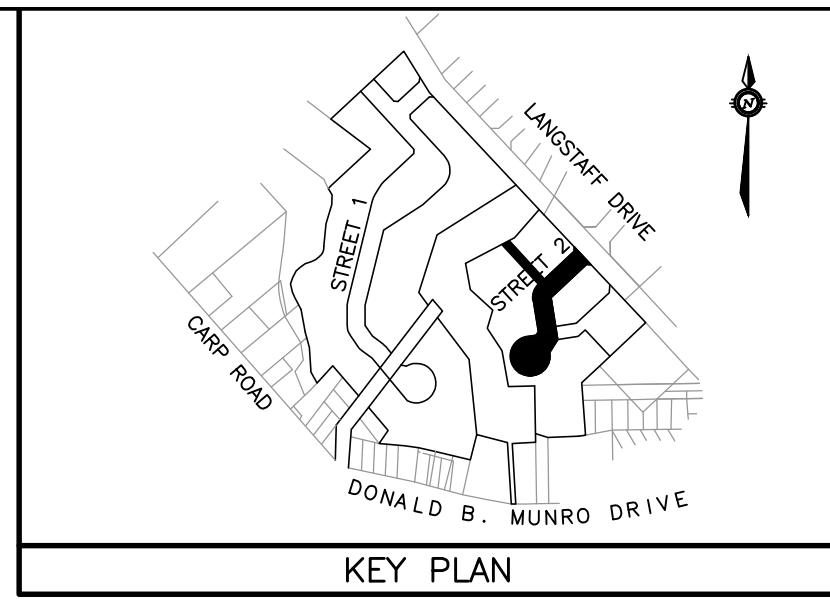 LANGSTAFF DRIVE
N
STREET 1
STREET 2
CARP ROAD
DONALD B. MUNRO DRIVE
KEY PLAN